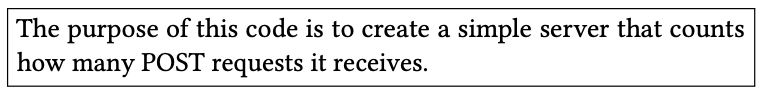 The purpose of this code is to create a simple server that counts
how many POST requests it receives.